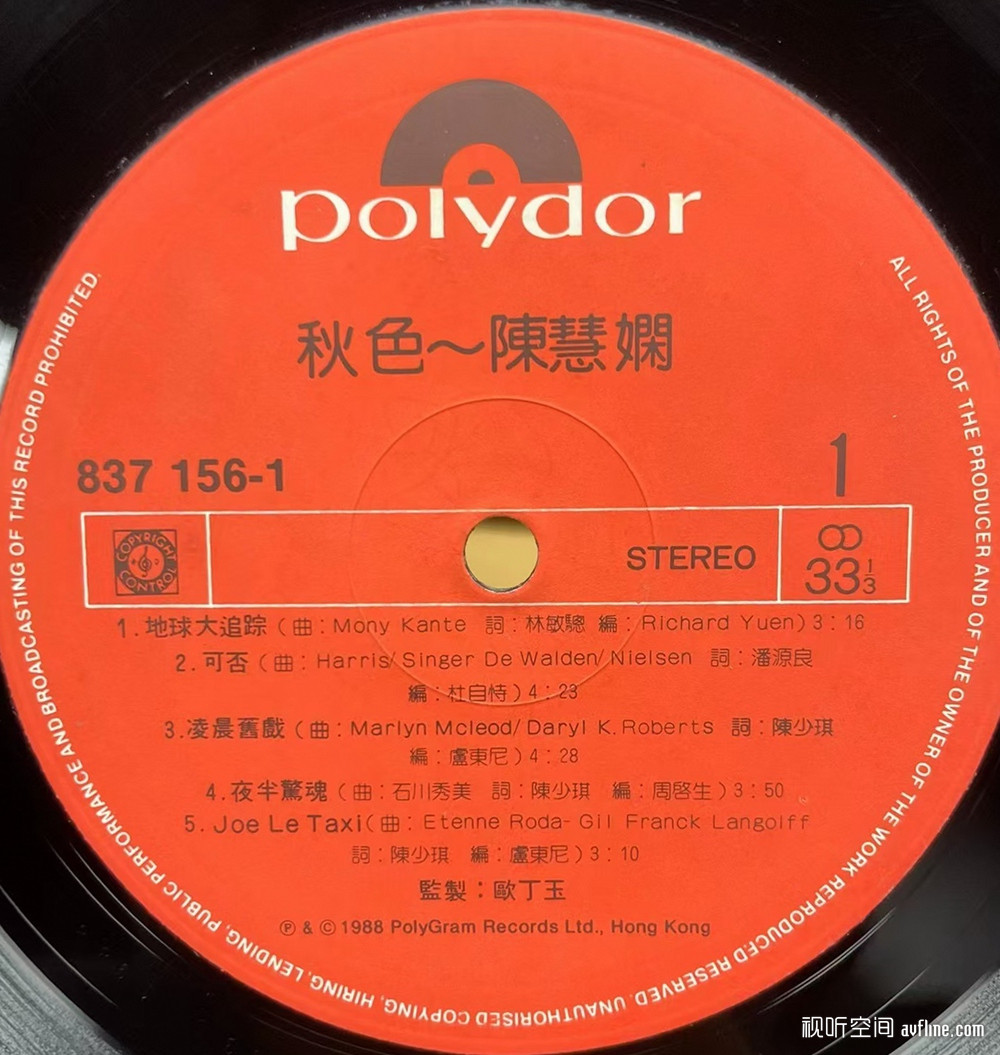 polydor
秋色～陳慧嫻
837 156-1
1
COPYRIGHT CONTROL
STEREO
33 1/3
1.地球大追踪(曲:Mony Kante 詞:林敏驄 編:Richard Yuen)3:16
2.可否(曲:Harris/Singer De Walden/Nielsen 詞:潘源良
編:杜自持)4:23
3.凌晨舊戲(曲:Marlyn Mcleod/Daryl K.Roberts 詞:陳少琪
編:盧東尼)4:28
4.夜半驚魂(曲:石川秀美 詞:陳少琪 編:周啓生)3:50
5.Joe Le Taxi(曲:Etenne Roda-Gil Franck Langolff
詞:陳少琪 編:盧東尼)3:10
監製:歐丁玉
Ⓟ & © 1988 PolyGram Records Ltd., Hong Kong
ALL RIGHTS OF THE PRODUCER AND OF THE OWNER OF THE WORK REPRODUCED RESERVED. UNAUTHORISED COPYING, HIRING, LENDING, PUBLIC PERFORMANCE AND BROADCASTING OF THIS RECORD PROHIBITED.
视听空间 avfline.com